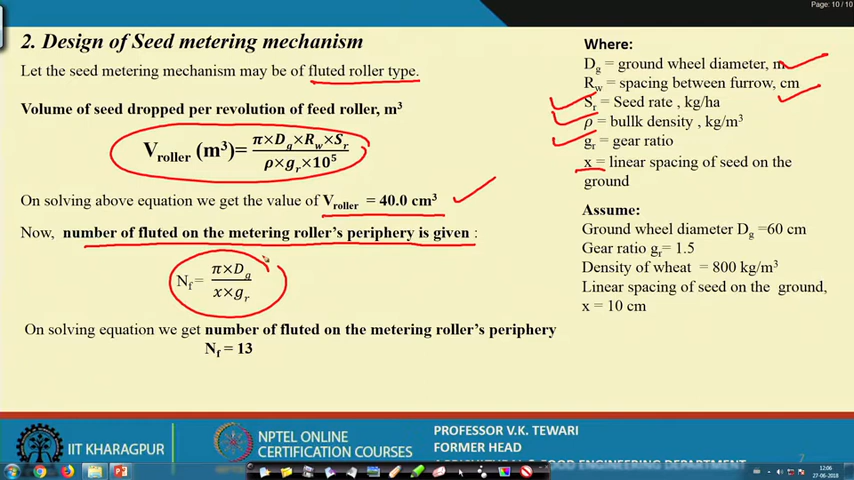 Page: 10 / 10
2. Design of Seed metering mechanism
Let the seed metering mechanism may be of fluted roller type.
Volume of seed dropped per revolution of feed roller, m³
V_roller (m³)= π×D_g×R_w×S_r / ρ×g_r×10⁵
On solving above equation we get the value of V_roller = 40.0 cm³
Now, number of fluted on the metering roller's periphery is given :
N_f = π×D_g / x×g_r
On solving equation we get number of fluted on the metering roller's periphery
N_f = 13
Where:
D_g = ground wheel diameter, m
R_w = spacing between furrow, cm
S_r = Seed rate , kg/ha
ρ = bullk density , kg/m³
g_r = gear ratio
x = linear spacing of seed on the
ground
Assume:
Ground wheel diameter D_g =60 cm
Gear ratio g_r= 1.5
Density of wheat = 800 kg/m³
Linear spacing of seed on the ground,
x = 10 cm
IIT KHARAGPUR
NPTEL ONLINE
CERTIFICATION COURSES
PROFESSOR V.K. TEWARI
FORMER HEAD
7
12:06
27-06-2018